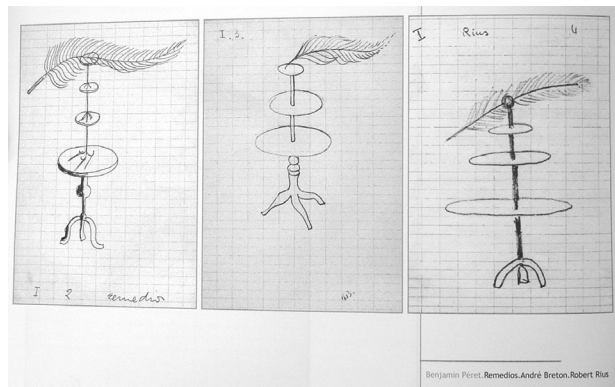 I. 3.
I Rius 4
I 2 remedios
Benjamin Péret.Remedios.André Breton.Robert Rius